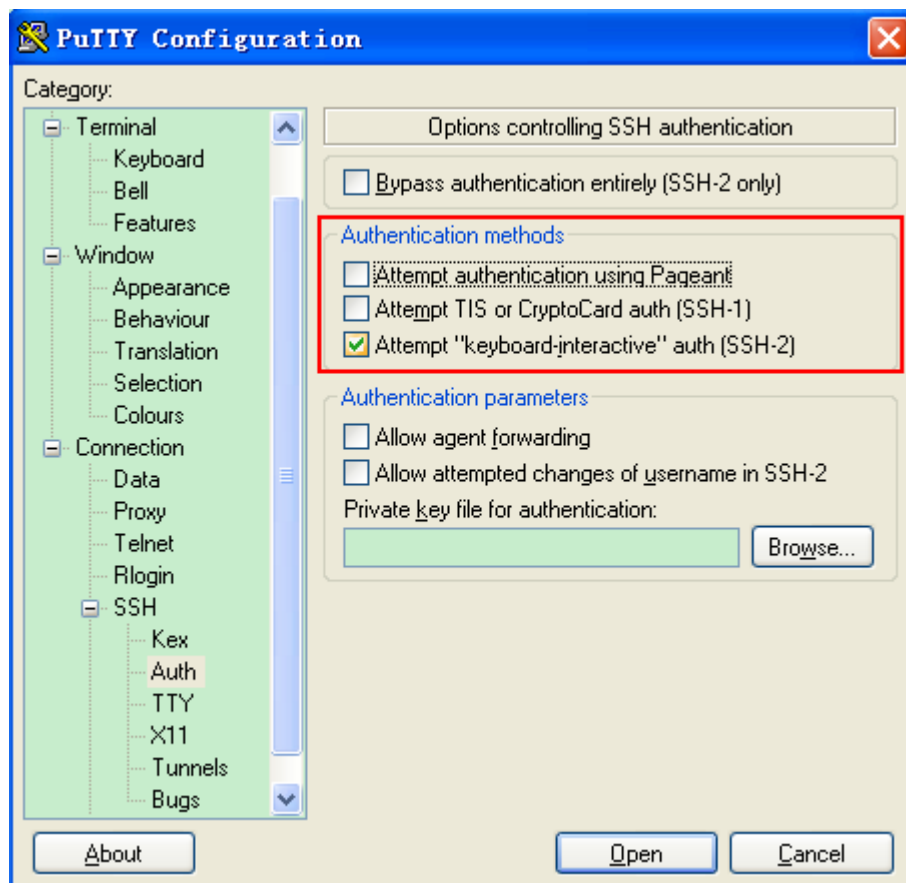 PuTTY Configuration
Category:
Terminal
Keyboard
Bell
Features
Window
Appearance
Behaviour
Translation
Selection
Colours
Connection
Data
Proxy
Telnet
Rlogin
SSH
Kex
Auth
TTY
X11
Tunnels
Bugs
Options controlling SSH authentication
Bypass authentication entirely (SSH-2 only)
Authentication methods
Attempt authentication using Pageant
Attempt TIS or CryptoCard auth (SSH-1)
Attempt "keyboard-interactive" auth (SSH-2)
Authentication parameters
Allow agent forwarding
Allow attempted changes of username in SSH-2
Private key file for authentication:
Browse...
About
Open
Cancel